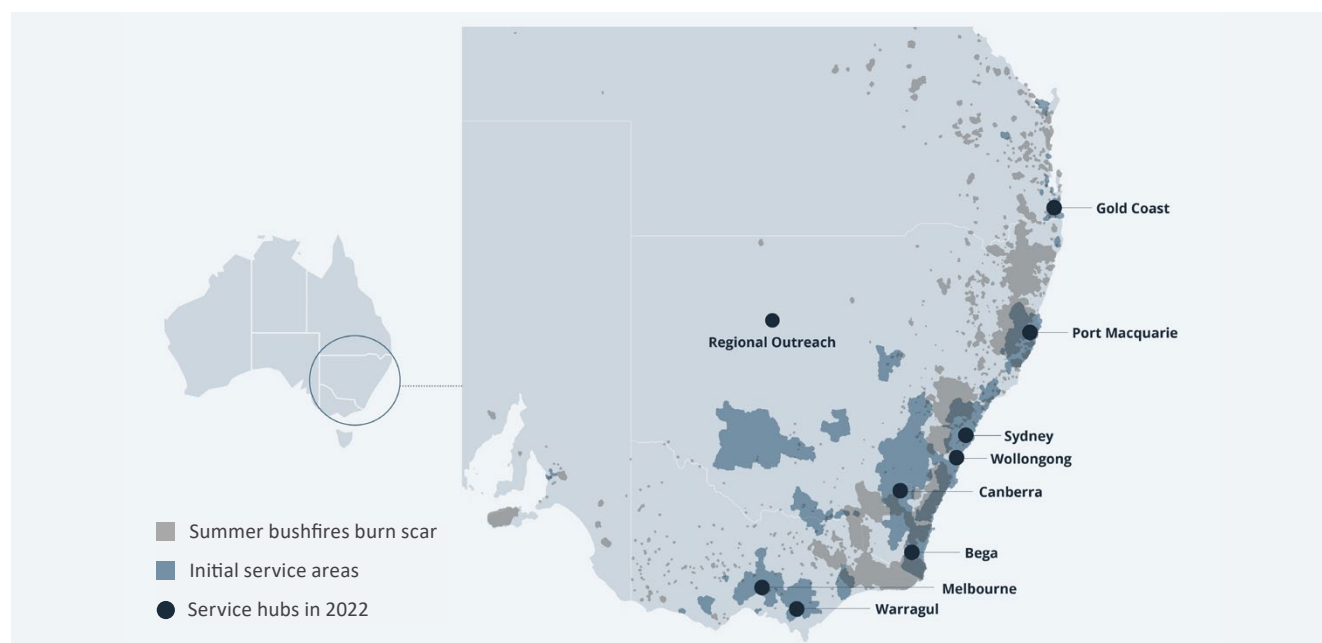 Gold Coast
Regional Outreach
Port Macquarie
Sydney
Wollongong
Canberra
Bega
Melbourne
Warragul
Summer bushfires burn scar
Initial service areas
Service hubs in 2022